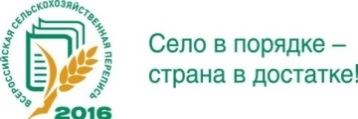 ВСЕРОССИЙСКАЯ СЕЛЬСКОХОЗЯЙСТВЕННАЯ ПЕРЕПИСЬ
2016
Село в порядке –
страна в достатке!